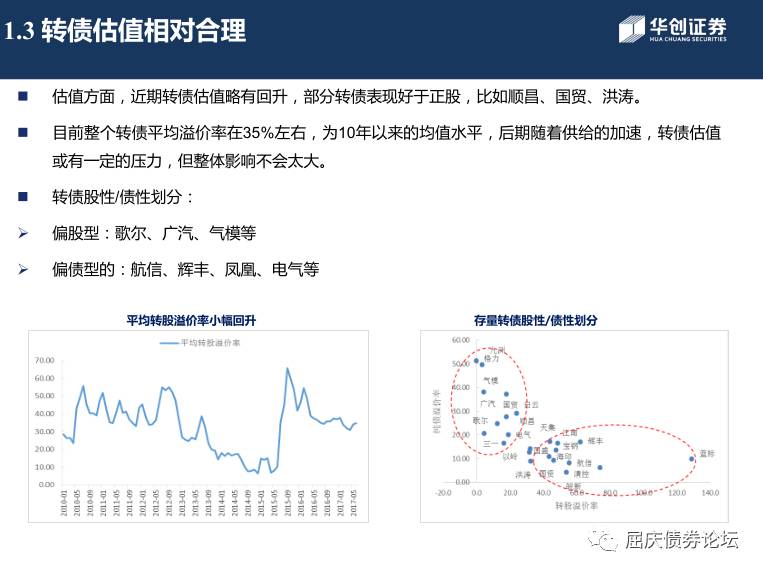 1.3 转债估值相对合理
华创证券
HUA CHUANG SECURITIES
估值方面，近期转债估值略有回升，部分转债表现好于正股，比如顺昌、国贸、洪涛。
目前整个转债平均溢价率在35%左右，为10年以来的均值水平，后期随着供给的加速，转债估值
或有一定的压力，但整体影响不会太大。
转债股性/债性划分：
偏股型：歌尔、广汽、气模等
偏债型的：航信、辉丰、凤凰、电气等
平均转股溢价率小幅回升
平均转股溢价率
70.00
60.00
50.00
40.00
30.00
20.00
10.00
0.00
2010-01
2010-05
2010-09
2011-01
2011-05
2011-09
2012-01
2012-05
2012-09
2013-01
2013-05
2013-09
2014-01
2014-05
2014-09
2015-01
2015-05
2015-09
2016-01
2016-05
2016-09
2017-01
2017-05
存量转债股性/债性划分
纯债溢价率
60.00
50.00
40.00
30.00
20.00
10.00
0.00
九州
格力
气模
广汽
国贸
白云
歌尔
顺昌
天集
江南
三一
电气
辉丰
国盛
宝钢
以岭
海印
蓝标
航信
洪涛
国资
清控
-20.0
0.0
20.0
40.0
60.0
80.0
100.0
120.0
140.0
转股溢价率
屈庆债券论坛